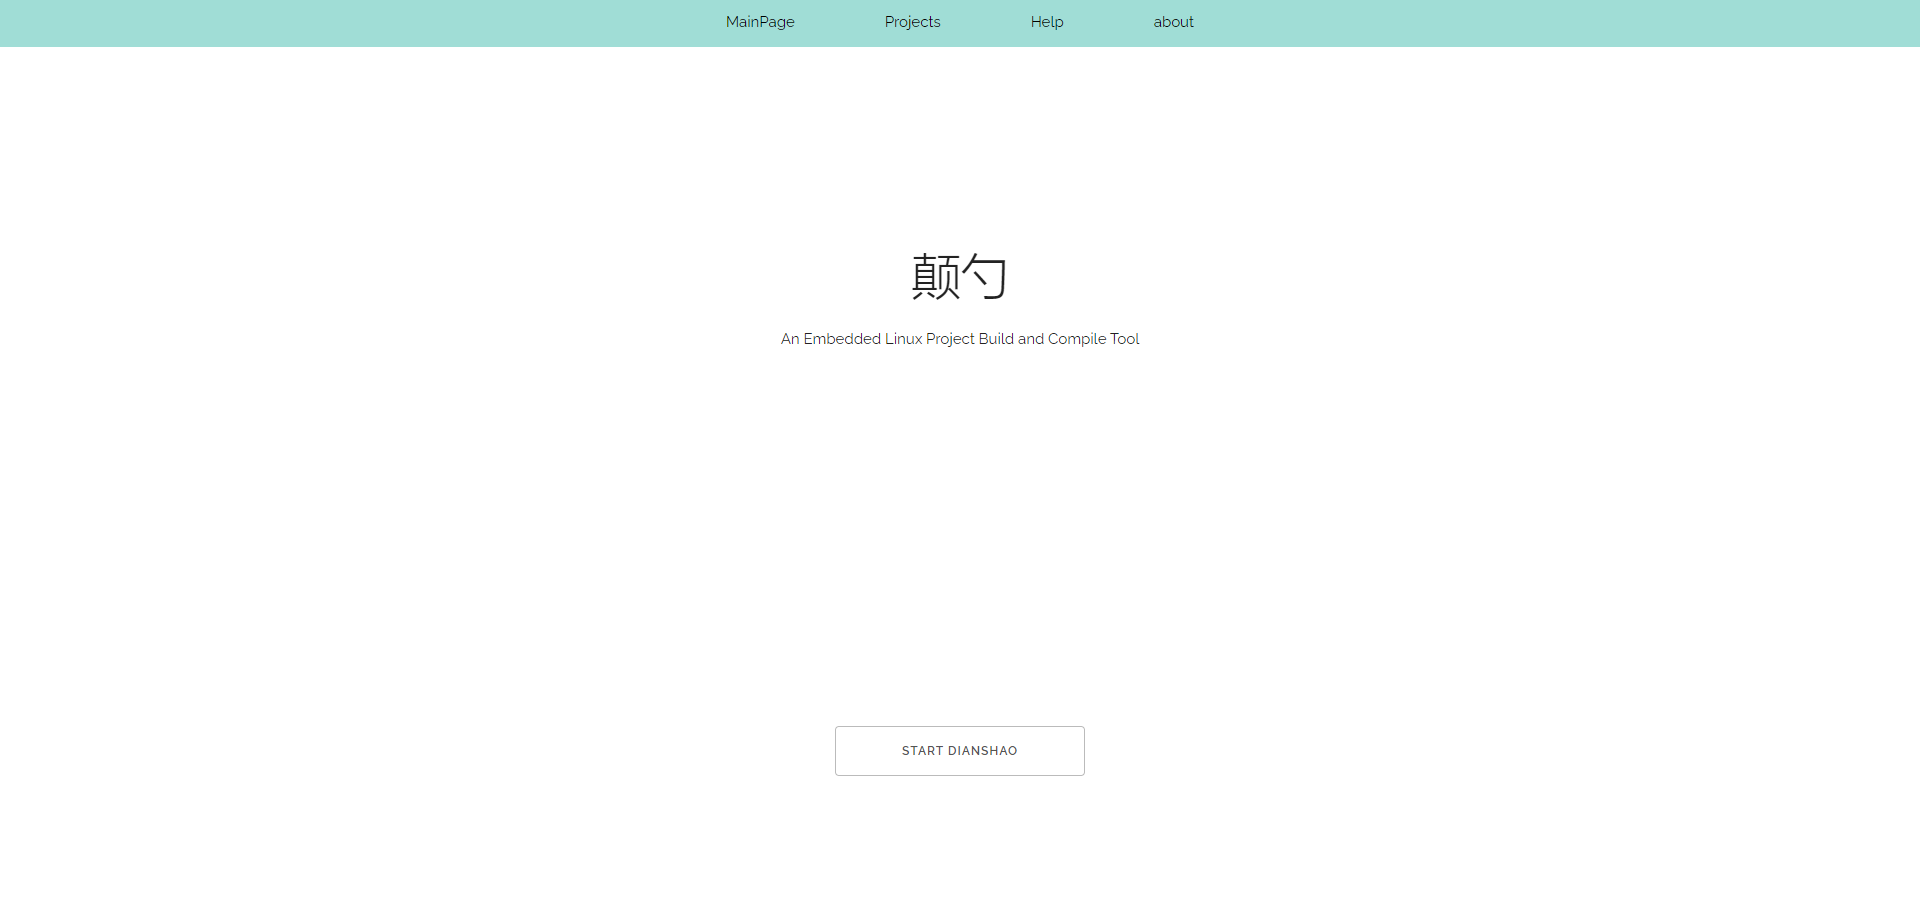 MainPage Projects Help about
颠勺
An Embedded Linux Project Build and Compile Tool
START DIANSHAO